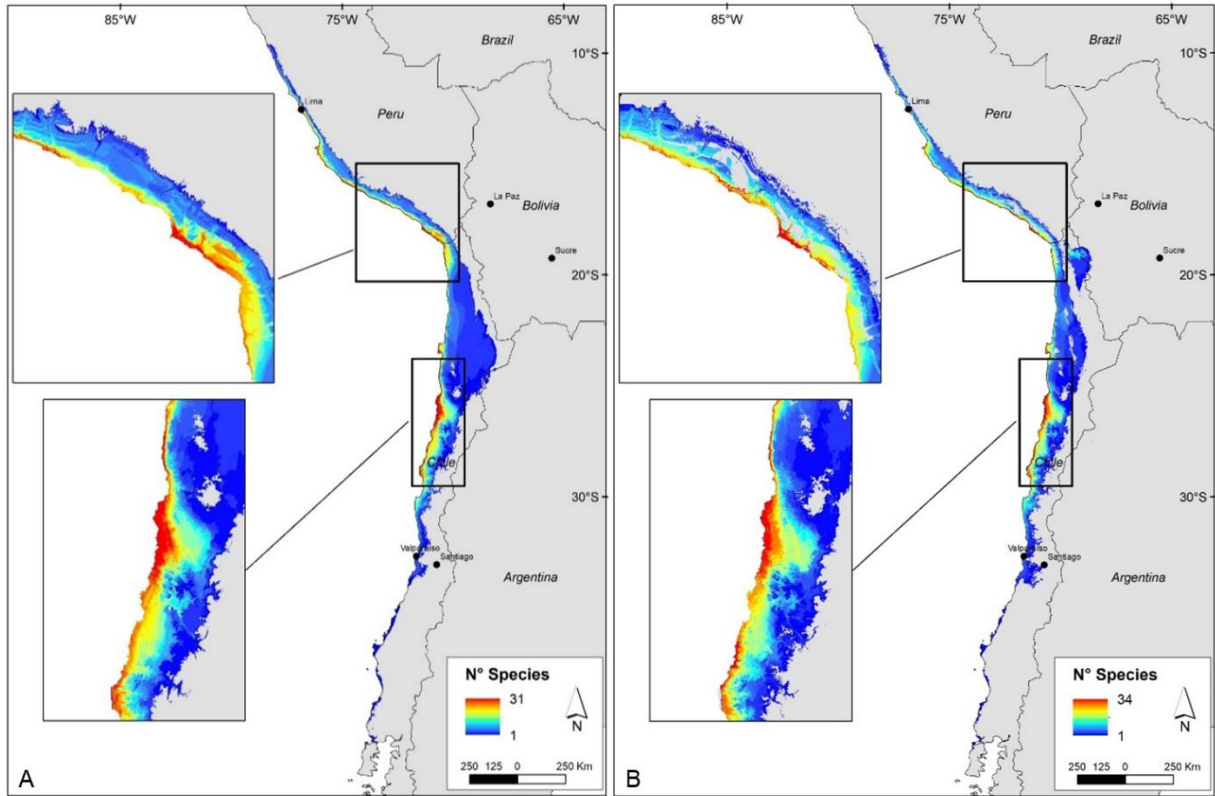 85°W
75°W
65°W
Brazil
10°S
Lima
Peru
La Paz
Bolivia
Sucre
20°S
Chile
30°S
Valparaíso
Santiago
Argentina
N° Species
31
1
N
250 125 0 250 Km
A
85°W
75°W
65°W
Brazil
10°S
Lima
Peru
La Paz
Bolivia
Sucre
20°S
Chile
30°S
Valparaíso
Santiago
Argentina
N° Species
34
1
N
250 125 0 250 Km
B